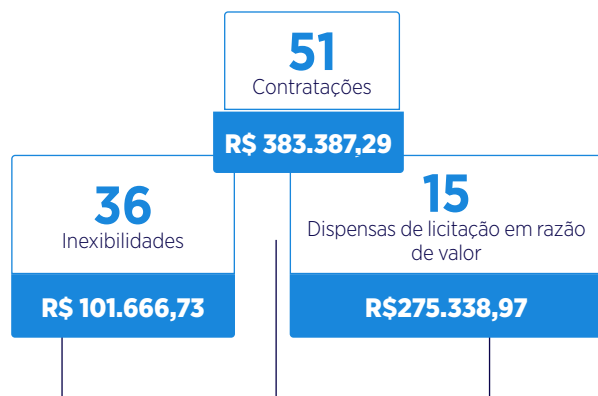 51
Contratações
R$ 383.387,29
36
Inexibilidades
R$ 101.666,73
15
Dispensas de licitação em razão
de valor
R$275.338,97